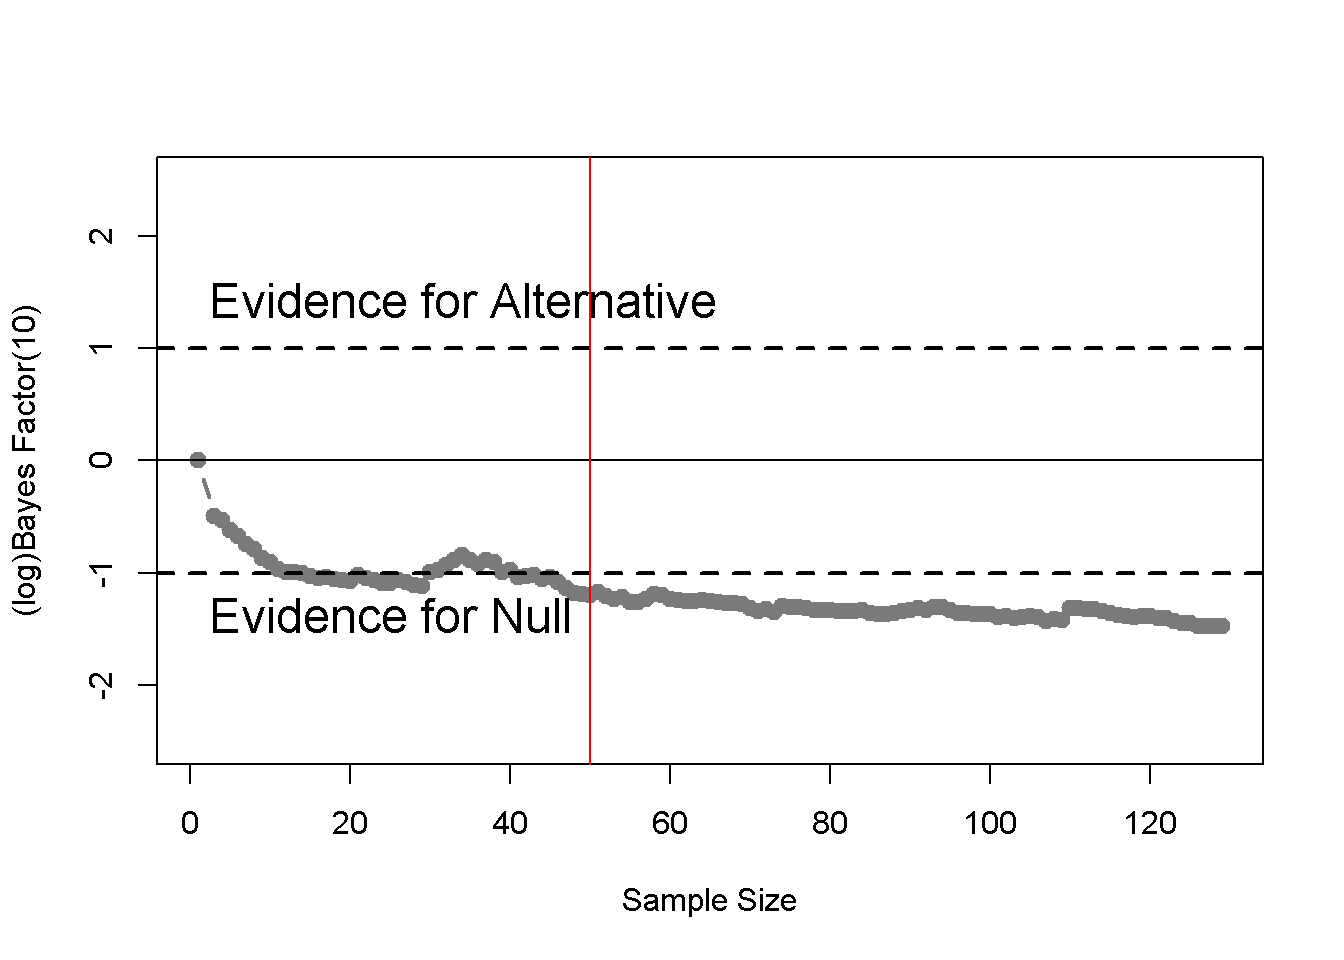 (log)Bayes Factor(10)
2
1
0
-1
-2
Evidence for Alternative
Evidence for Null
0 20 40 60 80 100 120
Sample Size